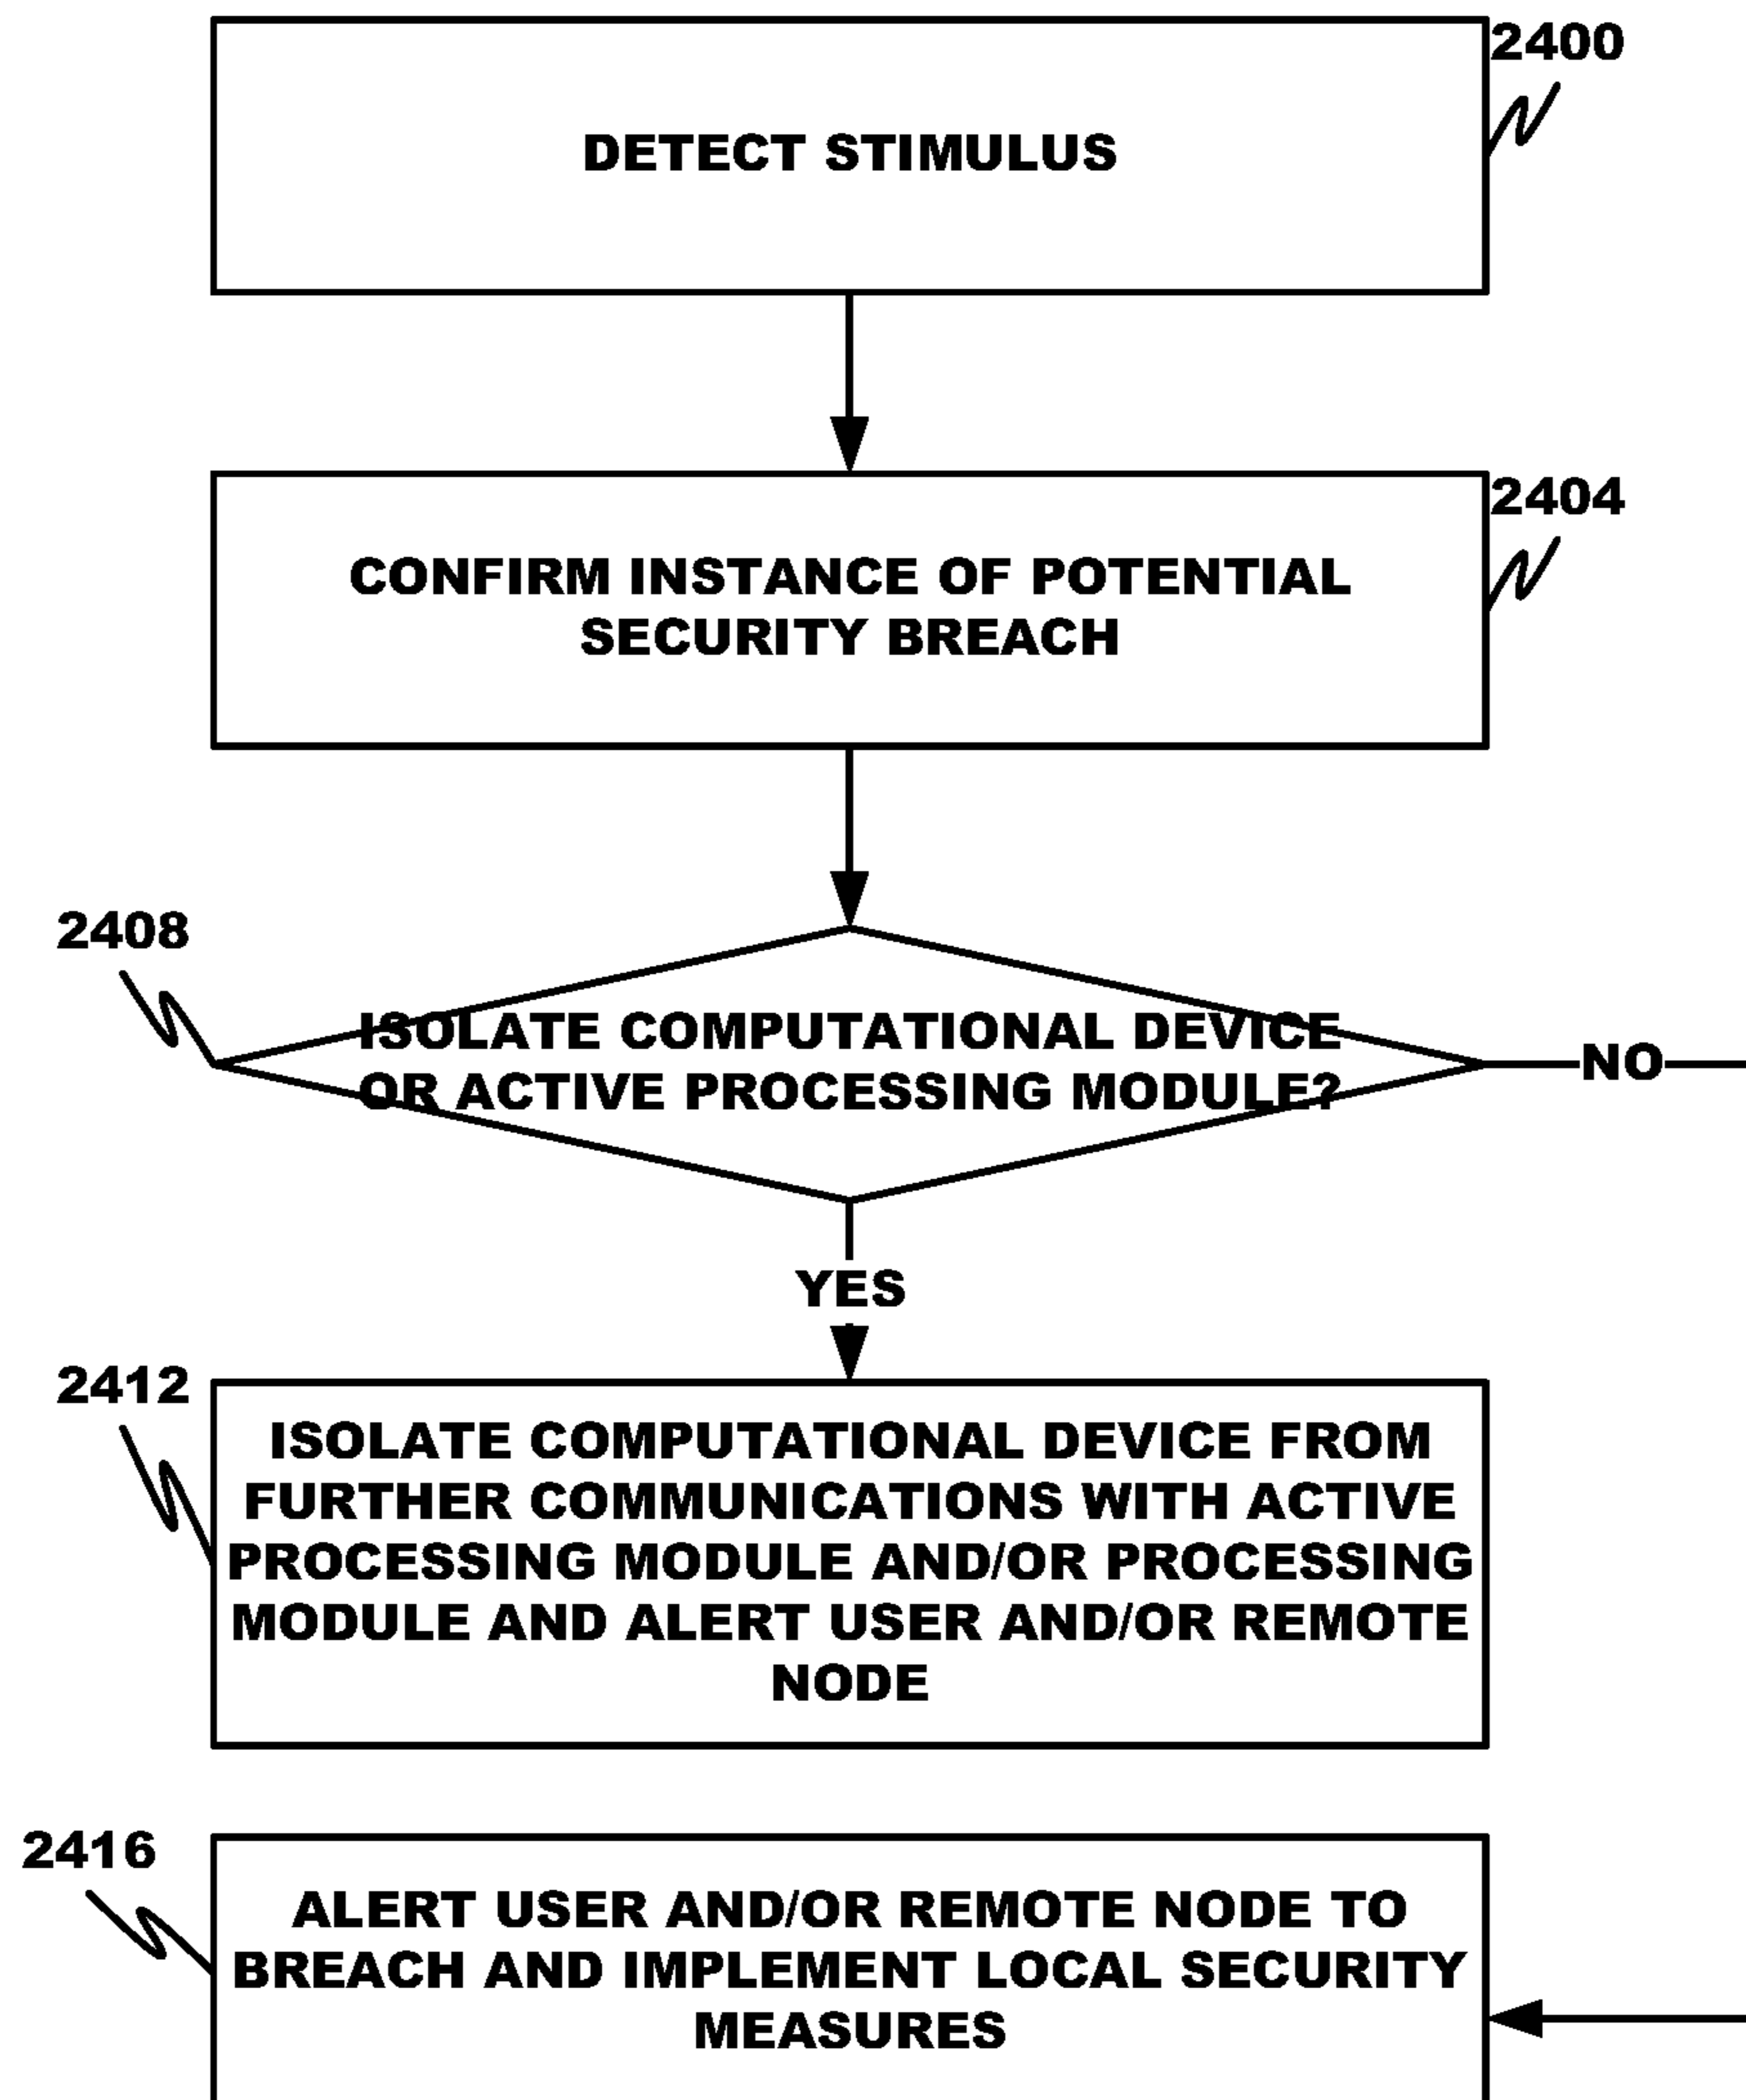 2400
DETECT STIMULUS
2404
CONFIRM INSTANCE OF POTENTIAL
SECURITY BREACH
2408
ISOLATE COMPUTATIONAL DEVICE
OR ACTIVE PROCESSING MODULE?
NO
YES
2412
ISOLATE COMPUTATIONAL DEVICE FROM
FURTHER COMMUNICATIONS WITH ACTIVE
PROCESSING MODULE AND/OR PROCESSING
MODULE AND ALERT USER AND/OR REMOTE
NODE
2416
ALERT USER AND/OR REMOTE NODE TO
BREACH AND IMPLEMENT LOCAL SECURITY
MEASURES